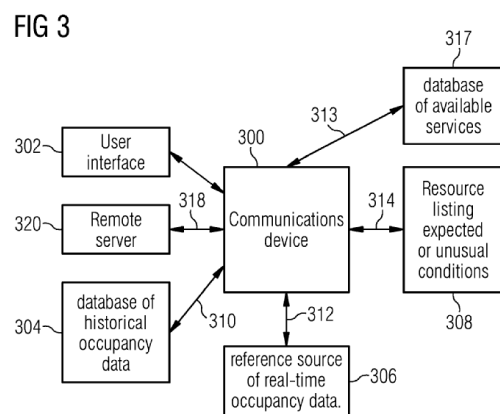 FIG 3
317
database
of available
services
313
300
302
User
interface
318
320
Remote
server
Communications
device
314
Resource
listing
expected
or unusual
conditions
308
304
database of
historical
occupancy
data
310
312
reference source
of real-time
occupancy data.
306